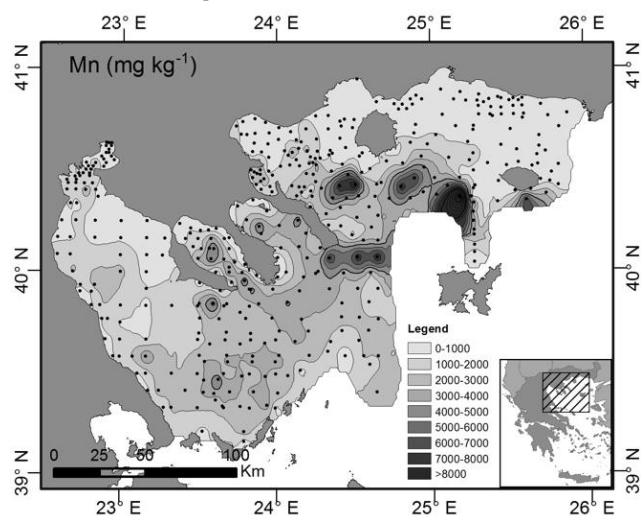 23° E 24° E 25° E 26° E
41° N
Mn (mg kg⁻¹)
41° N
40° N
40° N
Legend
0-1000
1000-2000
2000-3000
3000-4000
4000-5000
5000-6000
6000-7000
7000-8000
>8000
0 25 50 100
Km
39° N
39° N
23° E 24° E 25° E 26° E